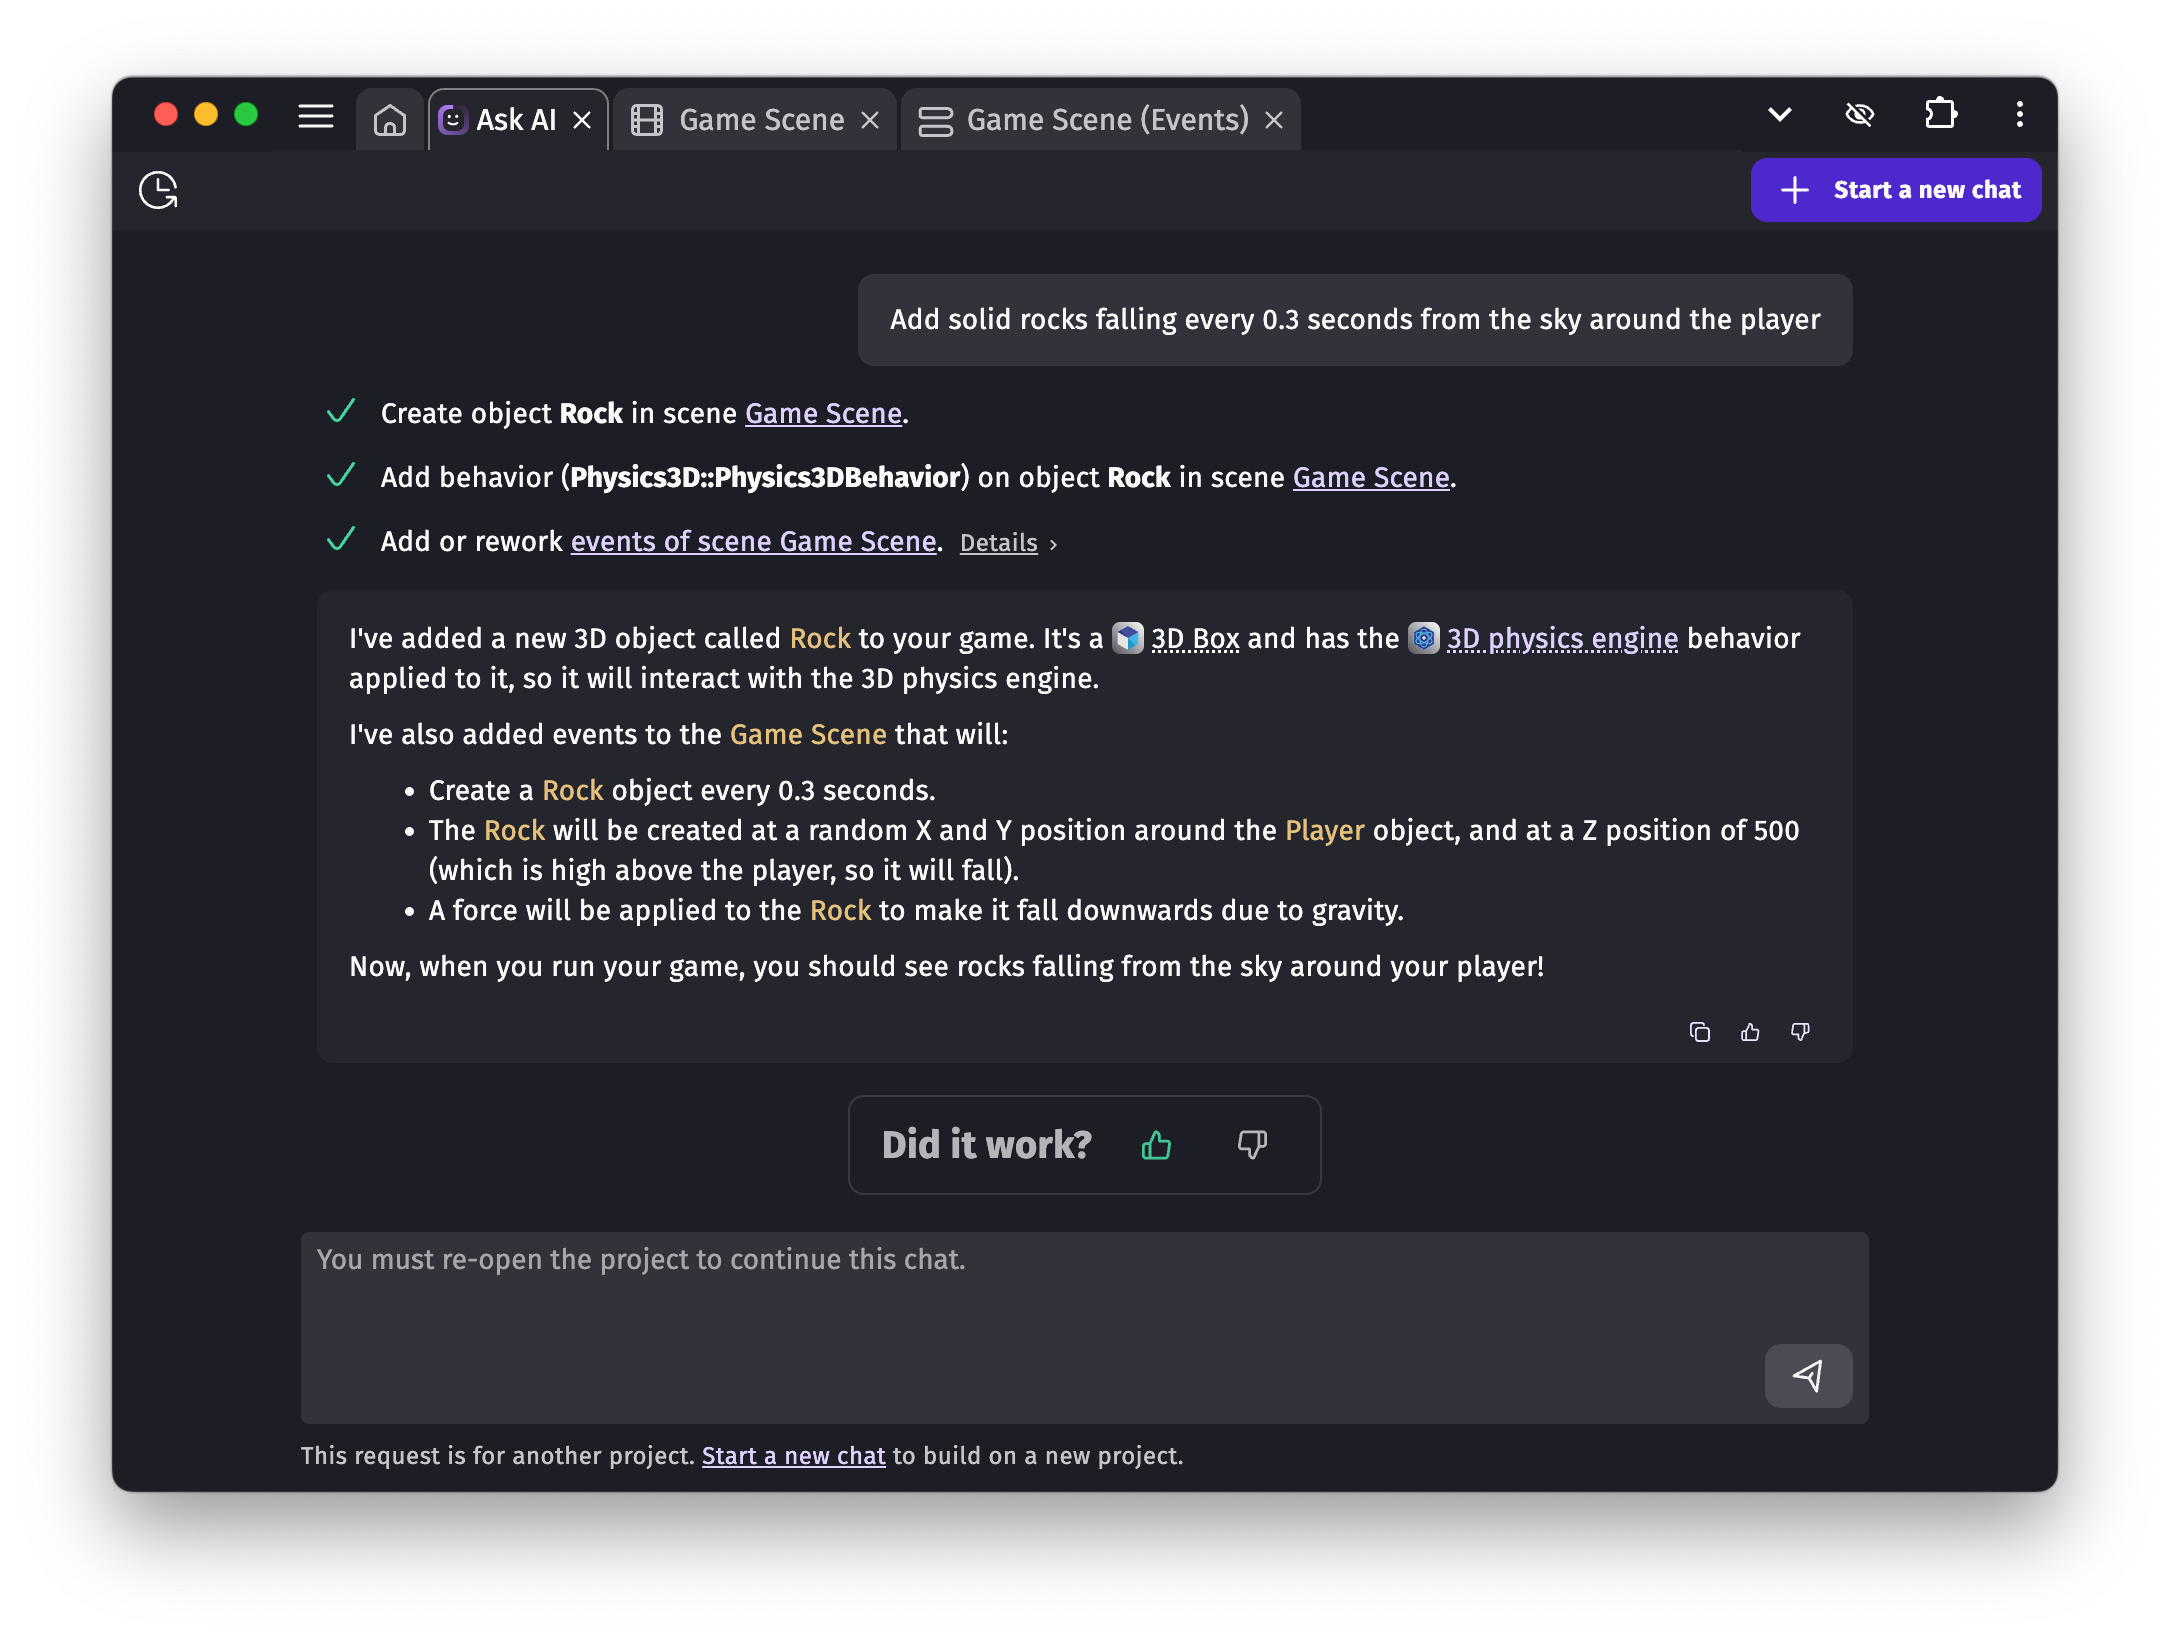 Ask AI
Game Scene
Game Scene (Events)
Start a new chat
Add solid rocks falling every 0.3 seconds from the sky around the player
Create object Rock in scene Game Scene.
Add behavior (Physics3D::Physics3DBehavior) on object Rock in scene Game Scene.
Add or rework events of scene Game Scene. Details ›
I've added a new 3D object called Rock to your game. It's a 3D Box and has the 3D physics engine behavior
applied to it, so it will interact with the 3D physics engine.
I've also added events to the Game Scene that will:
• Create a Rock object every 0.3 seconds.
• The Rock will be created at a random X and Y position around the Player object, and at a Z position of 500
(which is high above the player, so it will fall).
• A force will be applied to the Rock to make it fall downwards due to gravity.
Now, when you run your game, you should see rocks falling from the sky around your player!
Did it work?
You must re-open the project to continue this chat.
This request is for another project. Start a new chat to build on a new project.